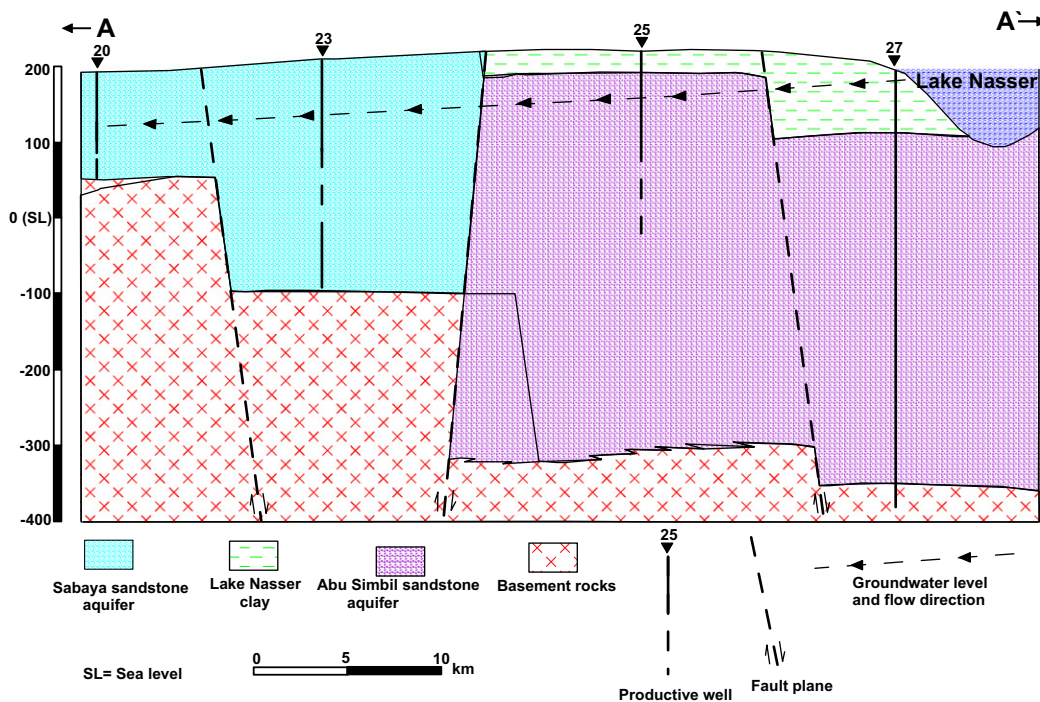 A
A`
20
23
25
27
200
100
0 (SL)
-100
-200
-300
-400
Lake Nasser
Sabaya sandstone
aquifer
Lake Nasser
clay
Abu Simbil sandstone
aquifer
Basement rocks
25
Productive well
Fault plane
Groundwater level
and flow direction
SL= Sea level
0
5
10
km